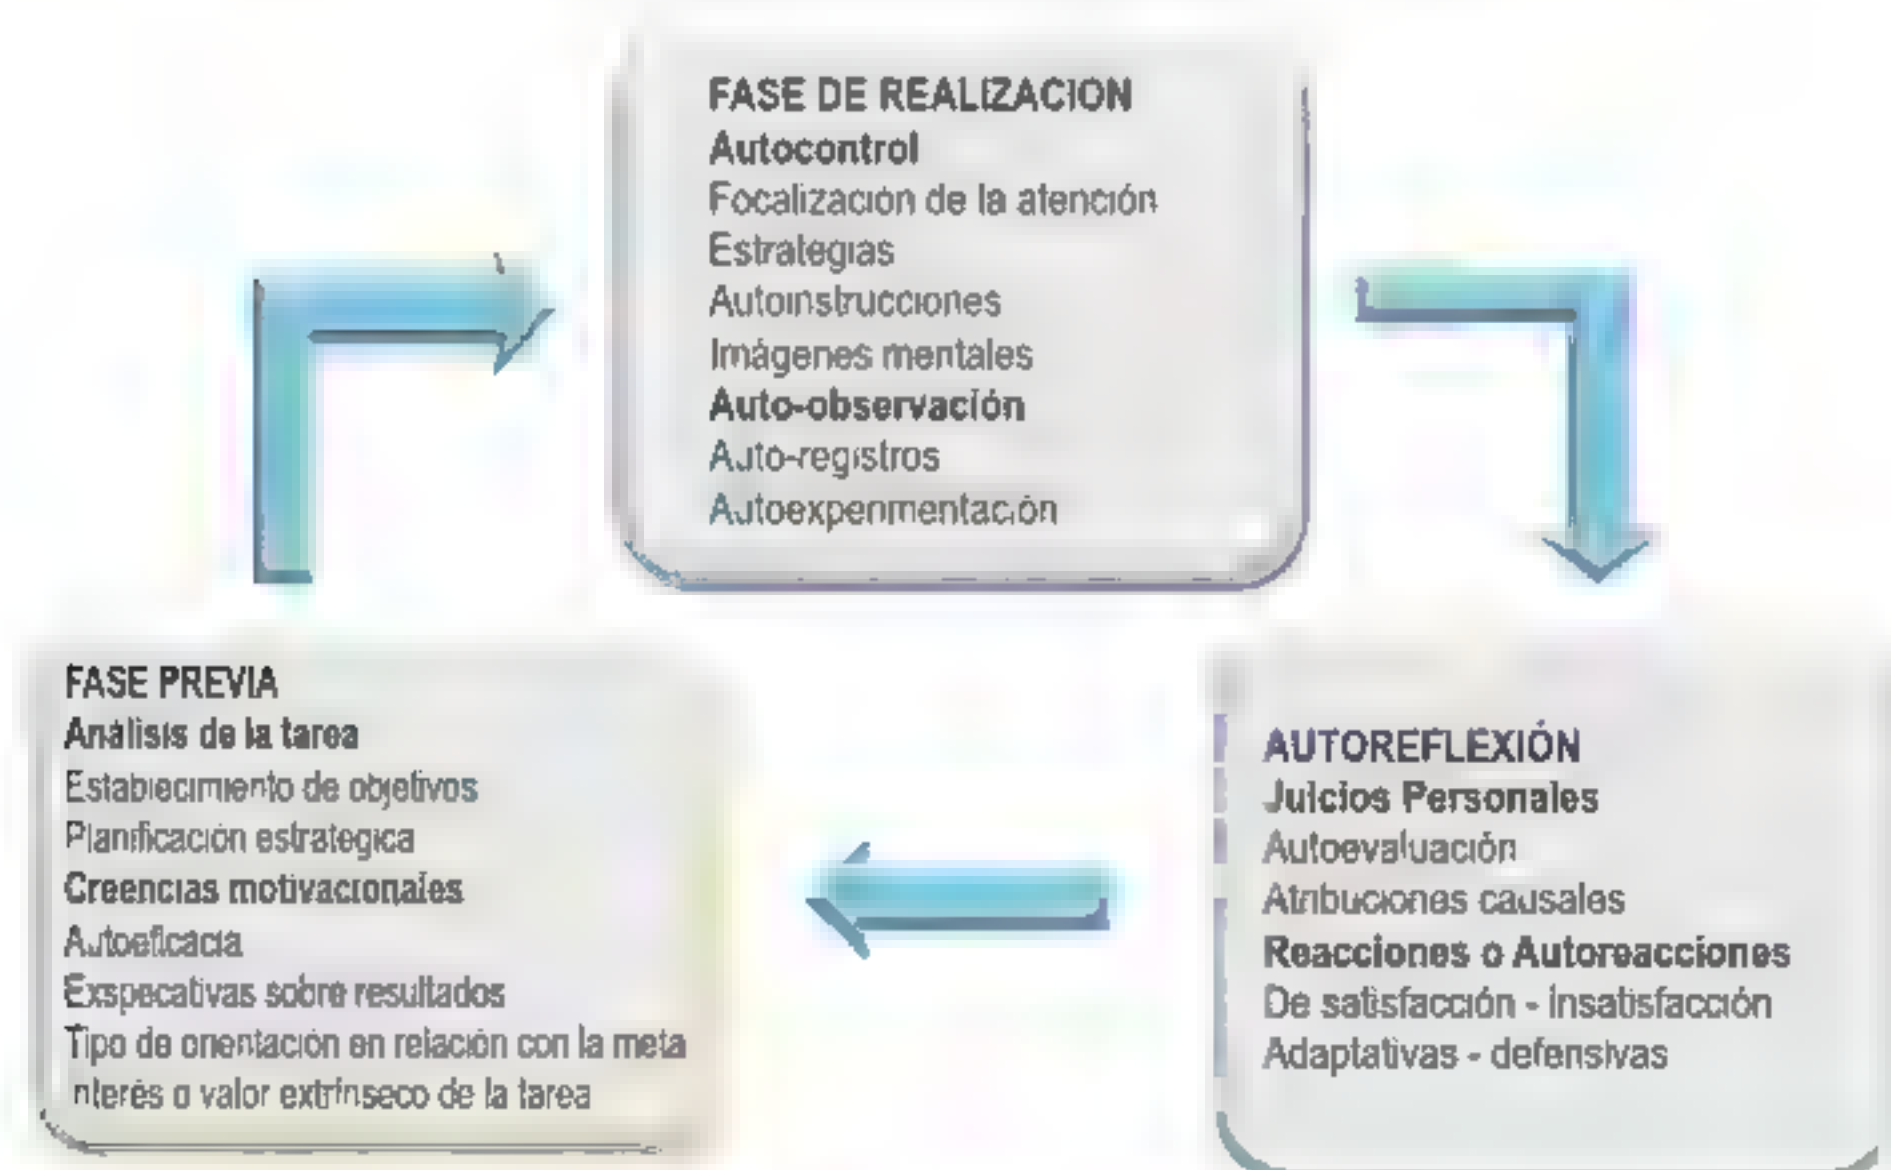 FASE DE REALIZACION
Autocontrol
Focalización de la atención
Estrategias
Autoinstrucciones
Imágenes mentales
Auto-observación
Auto-registros
Autoexperimentación
FASE PREVIA
Análisis de la tarea
Establecimiento de objetivos
Planificación estrategica
Creencias motivacionales
Autoeficacia
Exspecativas sobre resultados
Tipo de orientación en relación con la meta
Interés o valor extrínseco de la tarea
AUTOREFLEXIÓN
Juicios Personales
Autoevaluación
Atribuciones causales
Reacciones o Autoreacciones
De satisfacción - insatisfacción
Adaptativas - defensivas